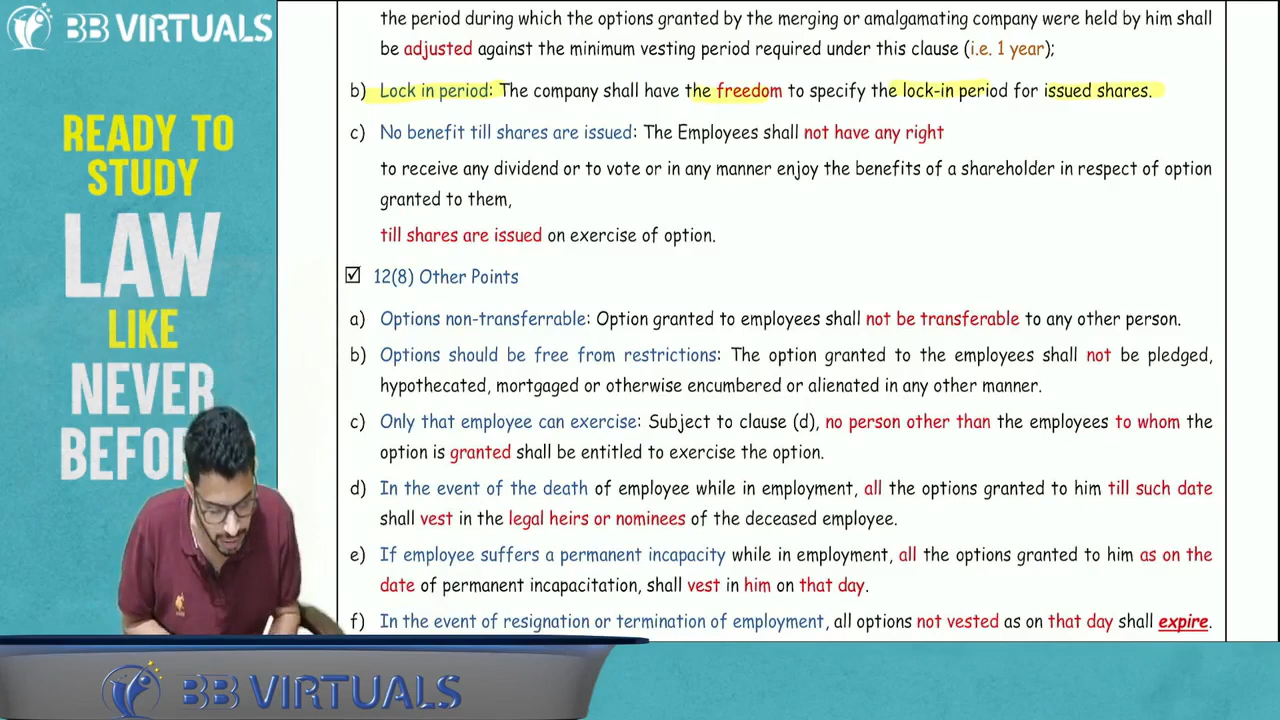 BB VIRTUALS
READY TO
STUDY
LAW
LIKE
NEVER
BEFOR
the period during which the options granted by the merging or amalgamating company were held by him shall
be adjusted against the minimum vesting period required under this clause (i.e. 1 year);
b) Lock in period: The company shall have the freedom to specify the lock-in period for issued shares.
c) No benefit till shares are issued: The Employees shall not have any right
to receive any dividend or to vote or in any manner enjoy the benefits of a shareholder in respect of option
granted to them,
till shares are issued on exercise of option.
12(8) Other Points
a) Options non-transferrable: Option granted to employees shall not be transferable to any other person.
b) Options should be free from restrictions: The option granted to the employees shall not be pledged,
hypothecated, mortgaged or otherwise encumbered or alienated in any other manner.
c) Only that employee can exercise: Subject to clause (d), no person other than the employees to whom the
option is granted shall be entitled to exercise the option.
d) In the event of the death of employee while in employment, all the options granted to him till such date
shall vest in the legal heirs or nominees of the deceased employee.
e) If employee suffers a permanent incapacity while in employment, all the options granted to him as on the
date of permanent incapacitation, shall vest in him on that day.
f) In the event of resignation or termination of employment, all options not vested as on that day shall expire.
BB VIRTUALS